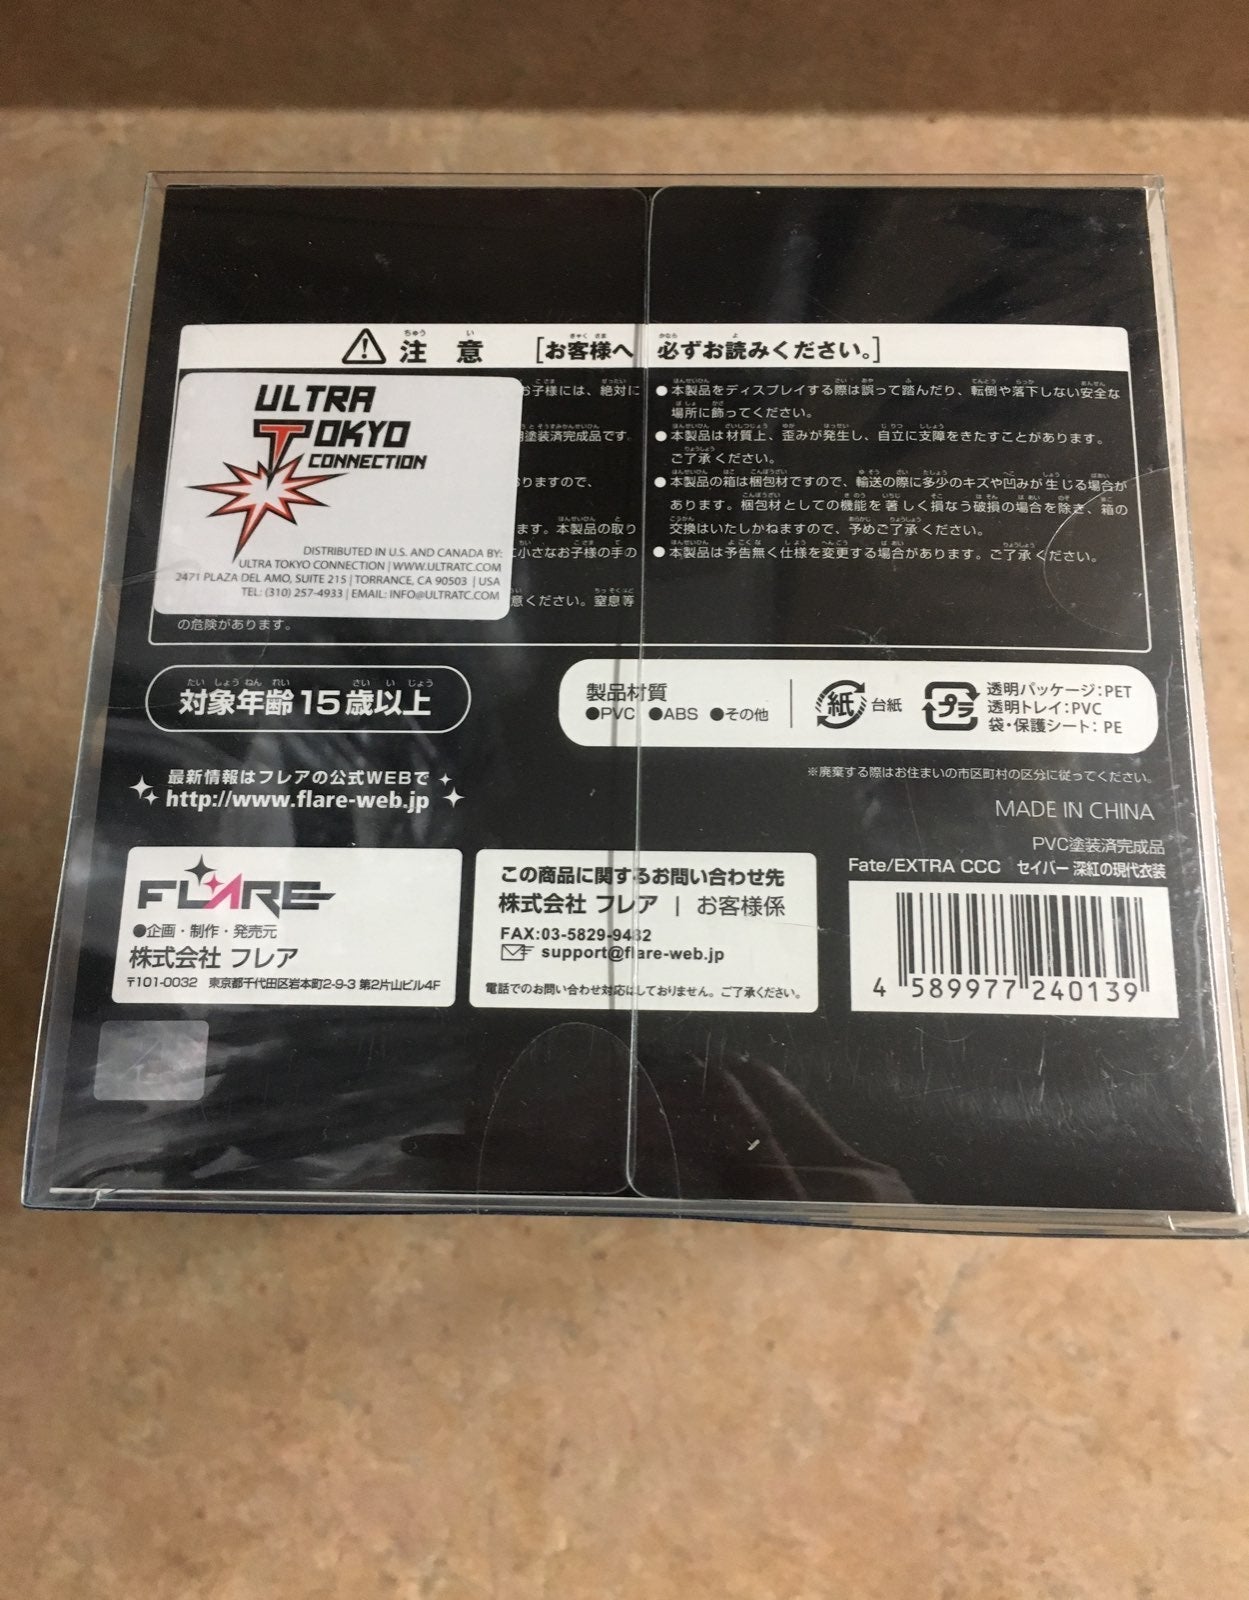 注意 [お客様へ 必ずお読みください。]
お子様には、絶対に
塗装済完成品です。
りますので、
ます。本製品の取り
に小さなお子様の手の
意ください。窒息等
の危険があります。
●本製品をディスプレイする際は誤って踏んだり、転倒や落下しない安全な
場所に飾ってください。
●本製品は材質上、歪みが発生し、自立に支障をきたすことがあります。
ご了承ください。
●本製品の箱は梱包材ですので、輸送の際に多少のキズや凹みが生じる場合が
あります。梱包材としての機能を著しく損なう破損の場合を除き、箱の
交換はいたしかねますので、予めご了承ください。
●本製品は予告無く仕様を変更する場合があります。ご了承ください。
ULTRA
TOKYO
CONNECTION
DISTRIBUTED IN U.S. AND CANADA BY:
ULTRA TOKYO CONNECTION | WWW.ULTRATC.COM
2471 PLAZA DEL AMO, SUITE 215 | TORRANCE, CA 90503 | USA
TEL: (310) 257-4933 | EMAIL: INFO@ULTRATC.COM
対象年齢15歳以上
製品材質
●PVC ●ABS ●その他
紙 台紙
プラ
透明パッケージ:PET
透明トレイ:PVC
袋・保護シート: PE
※廃棄する際はお住まいの市区町村の区分に従ってください。
最新情報はフレアの公式WEBで
http://www.flare-web.jp
MADE IN CHINA
PVC塗装済完成品
Fate/EXTRA CCC セイバー 深紅の現代衣装
4 589977 240139
FLARE
●企画・制作・発売元
株式会社 フレア
〒101-0032 東京都千代田区岩本町2-9-3 第2片山ビル4F
この商品に関するお問い合わせ先
株式会社 フレア | お客様係
FAX:03-5829-9432
support@flare-web.jp
電話でのお問い合わせ対応はしておりません。ご了承ください。